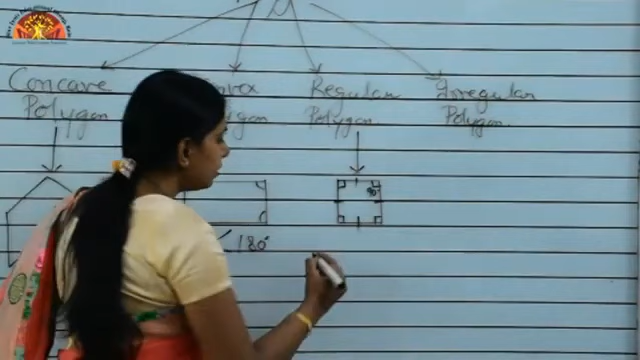 Concave
Polygon
Regular
Polygon
Irregular
Polygon
90°
< 180°